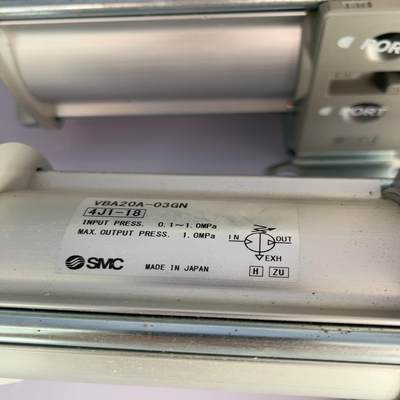 PORT
PORT
VBA20A-03GN
4JI-18
INPUT PRESS. 0.1~1.0MPa
MAX. OUTPUT PRESS. 1.0MPa
IN OUT
EXH
SMC MADE IN JAPAN
H ZU